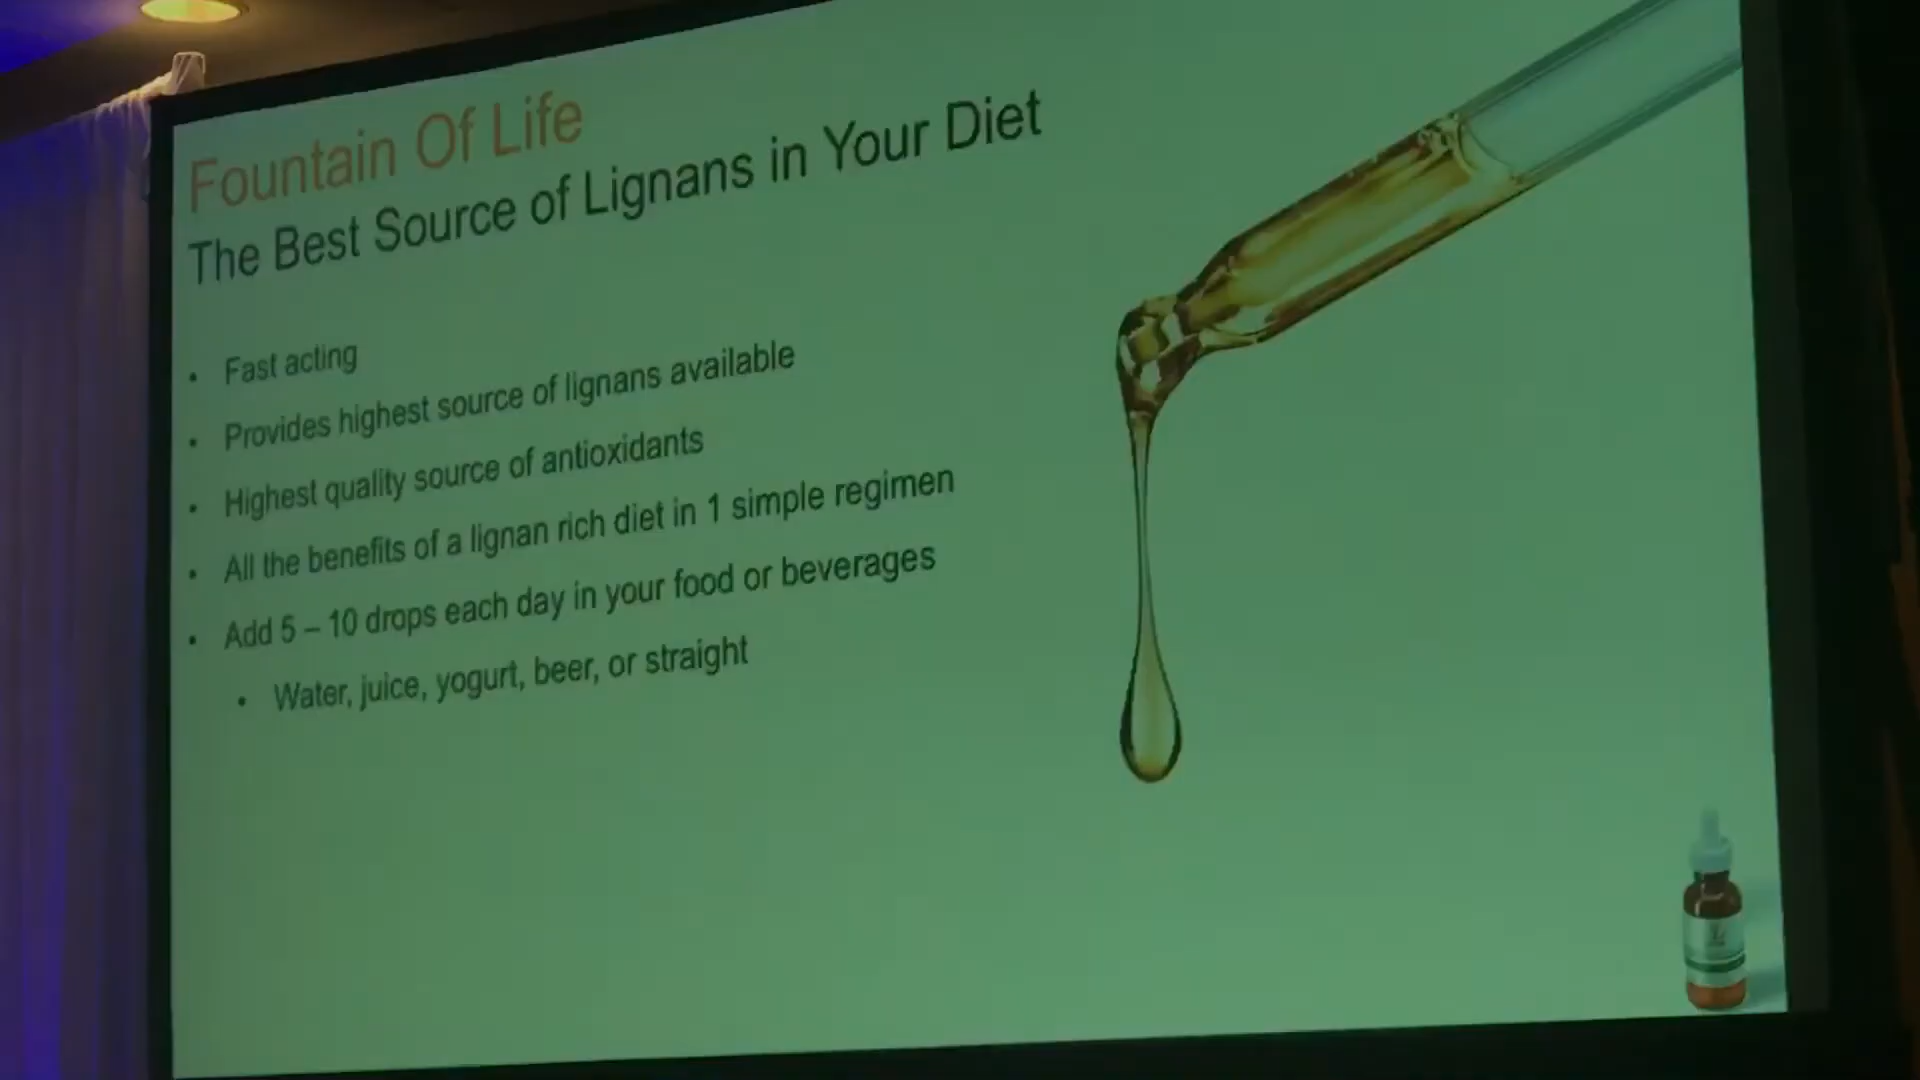 Fountain Of Life
The Best Source of Lignans in Your Diet
• Fast acting
• Provides highest source of lignans available
• Highest quality source of antioxidants
• All the benefits of a lignan rich diet in 1 simple regimen
• Add 5 – 10 drops each day in your food or beverages
• Water, juice, yogurt, beer, or straight